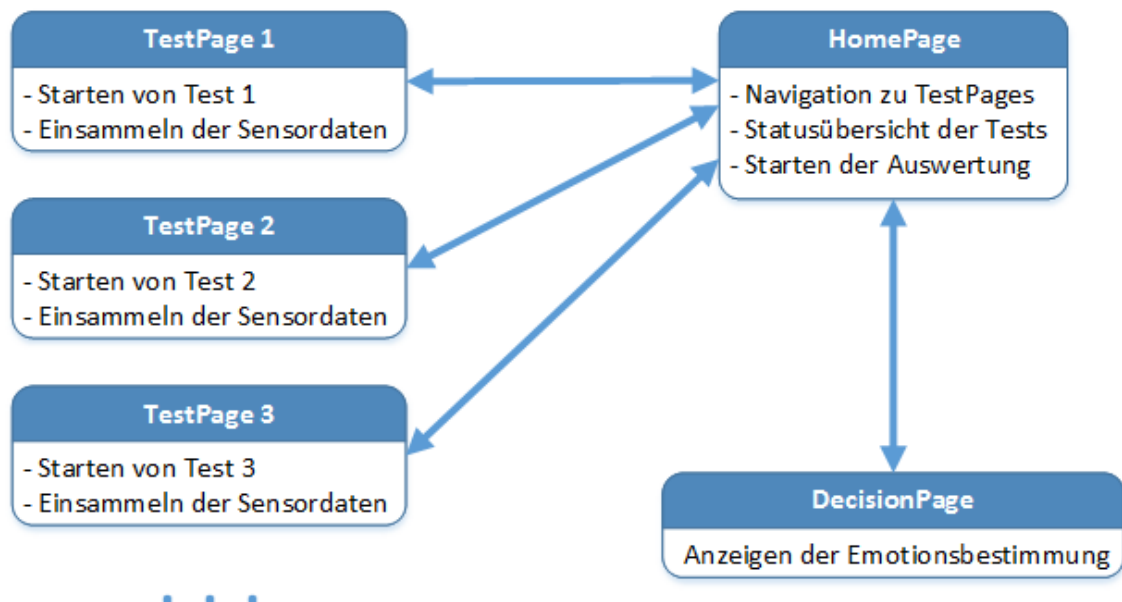 TestPage 1
- Starten von Test 1
- Einsammeln der Sensordaten
HomePage
- Navigation zu TestPages
- Statusübersicht der Tests
- Starten der Auswertung
TestPage 2
- Starten von Test 2
- Einsammeln der Sensordaten
TestPage 3
- Starten von Test 3
- Einsammeln der Sensordaten
DecisionPage
Anzeigen der Emotionsbestimmung
...